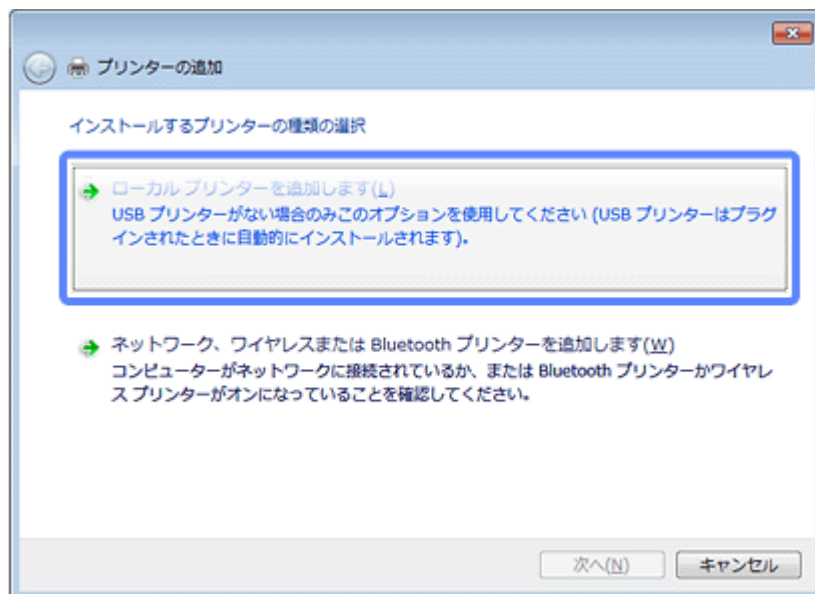 プリンターの追加
インストールするプリンターの種類の選択
ローカル プリンターを追加します(L)
USB プリンターがない場合のみこのオプションを使用してください (USB プリンターはプラグ
インされたときに自動的にインストールされます)。
ネットワーク、ワイヤレスまたは Bluetooth プリンターを追加します(W)
コンピューターがネットワークに接続されているか、または Bluetooth プリンターかワイヤレ
ス プリンターがオンになっていることを確認してください。
次へ(N)
キャンセル